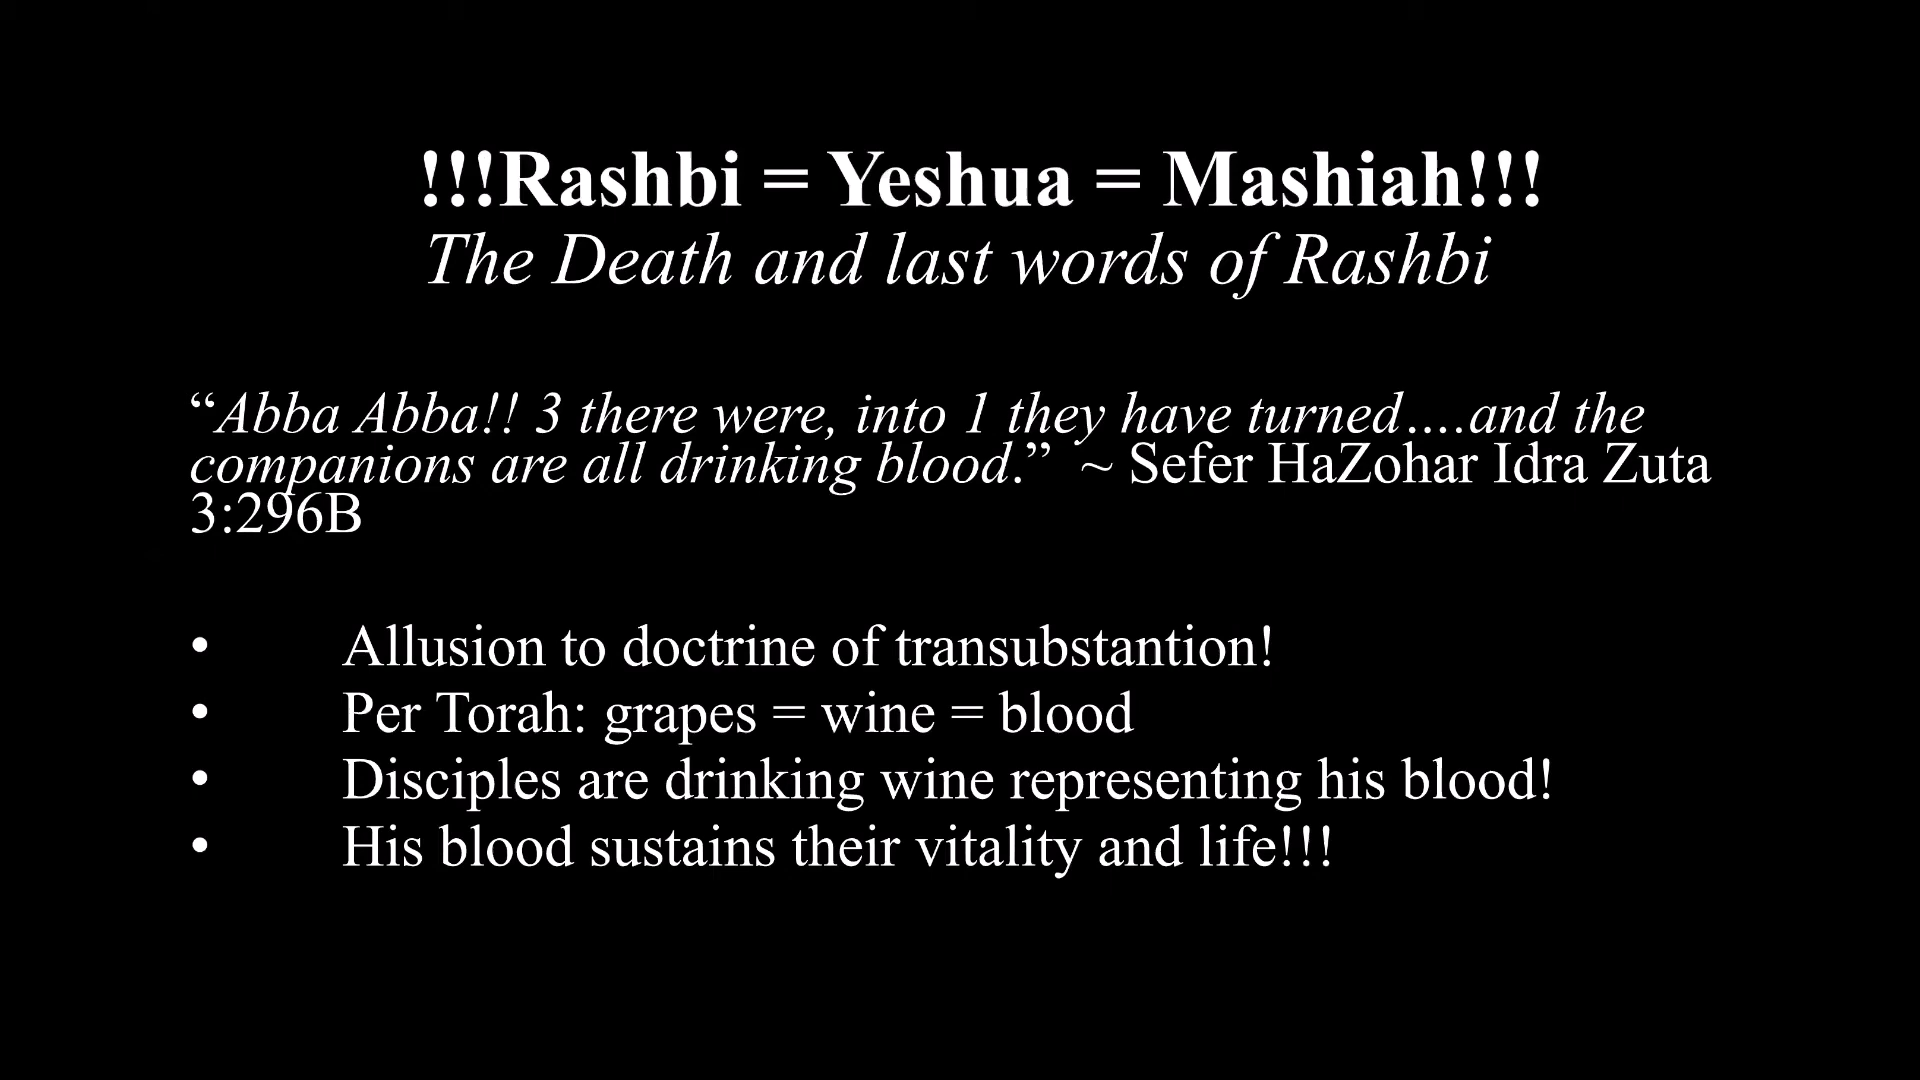 !!!Rashbi = Yeshua = Mashiah!!!
The Death and last words of Rashbi
“Abba Abba!! 3 there were, into 1 they have turned….and the
companions are all drinking blood.” ~ Sefer HaZohar Idra Zuta
3:296B
• Allusion to doctrine of transubstantion!
• Per Torah: grapes = wine = blood
• Disciples are drinking wine representing his blood!
• His blood sustains their vitality and life!!!